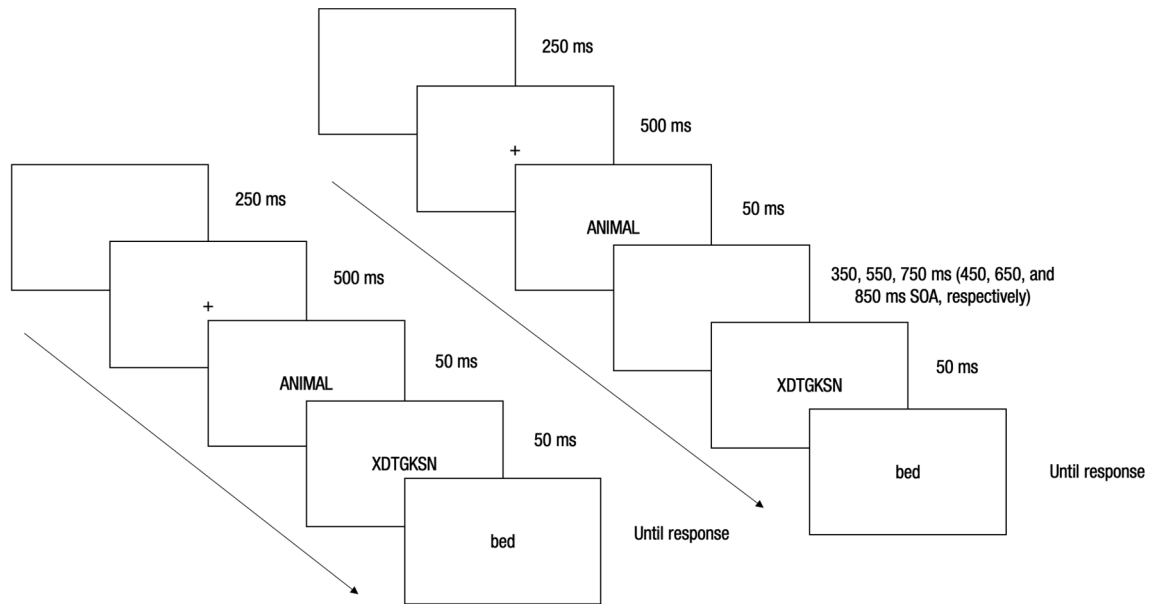 250 ms
500 ms
+
ANIMAL
50 ms
350, 550, 750 ms (450, 650, and
850 ms SOA, respectively)
XDTGKSN
50 ms
bed
Until response
250 ms
500 ms
+
ANIMAL
50 ms
XDTGKSN
50 ms
bed
Until response